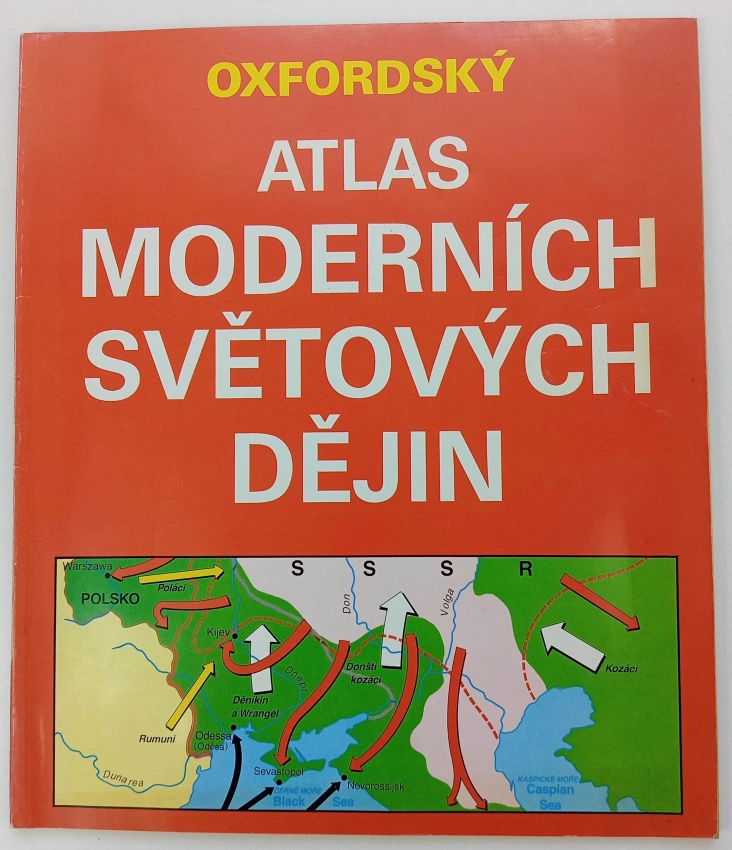 OXFORDSKÝ
ATLAS
MODERNÍCH
SVĚTOVÝCH
DĚJIN
S S S R
Warszawa
Poláci
POLSKO
Don
Volga
Kijev
Dnepr
Donští
kozáci
Kozáci
Děnikin
a Wrangel
Rumuni
Odessa
(Oděsa)
Dunarea
Sevastopol
Novorossijsk
ČERNÉ MOŘE
Black Sea
KASPICKÉ MOŘE
Caspian
Sea